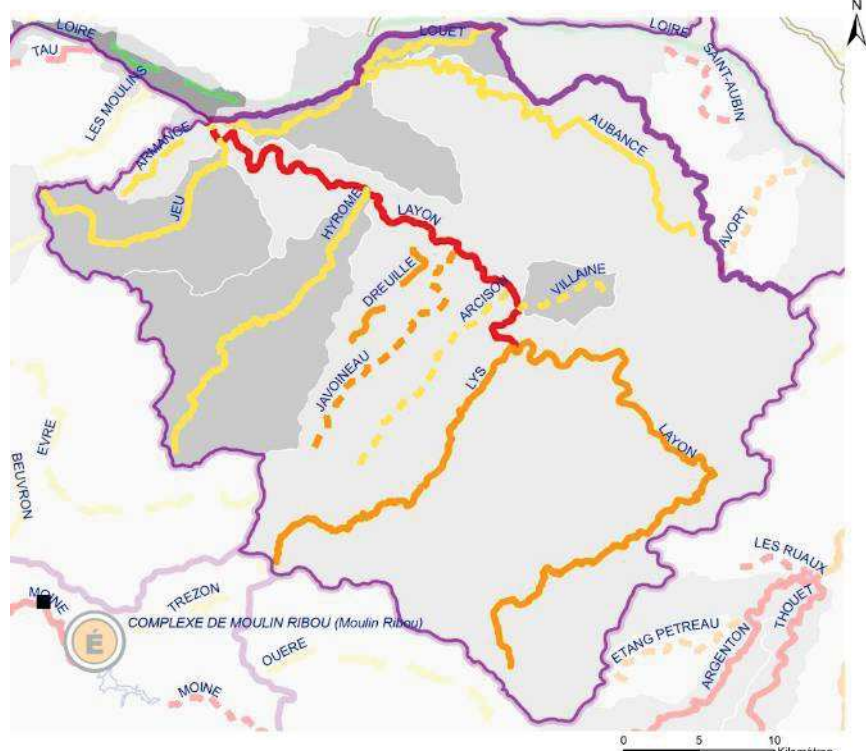 N
LOIRE
TAU
LES MOULINS
LOUET
LOIRE
SAINT-AUBIN
ARMANCE
AUBANCE
JEU
HYROME
LAYON
AVORT
DREUILLE
ARCISON
VILLAINE
JAVOINEAU
LYS
LAYON
EVRE
BEUVRON
LES RUAUX
MOINE
TREZON
É
COMPLEXE DE MOULIN RIBOU (Moulin Ribou)
OUERE
ETANG PETREAU
ARGENTON
THOUET
MOINE
0 5 10
Kilomètres